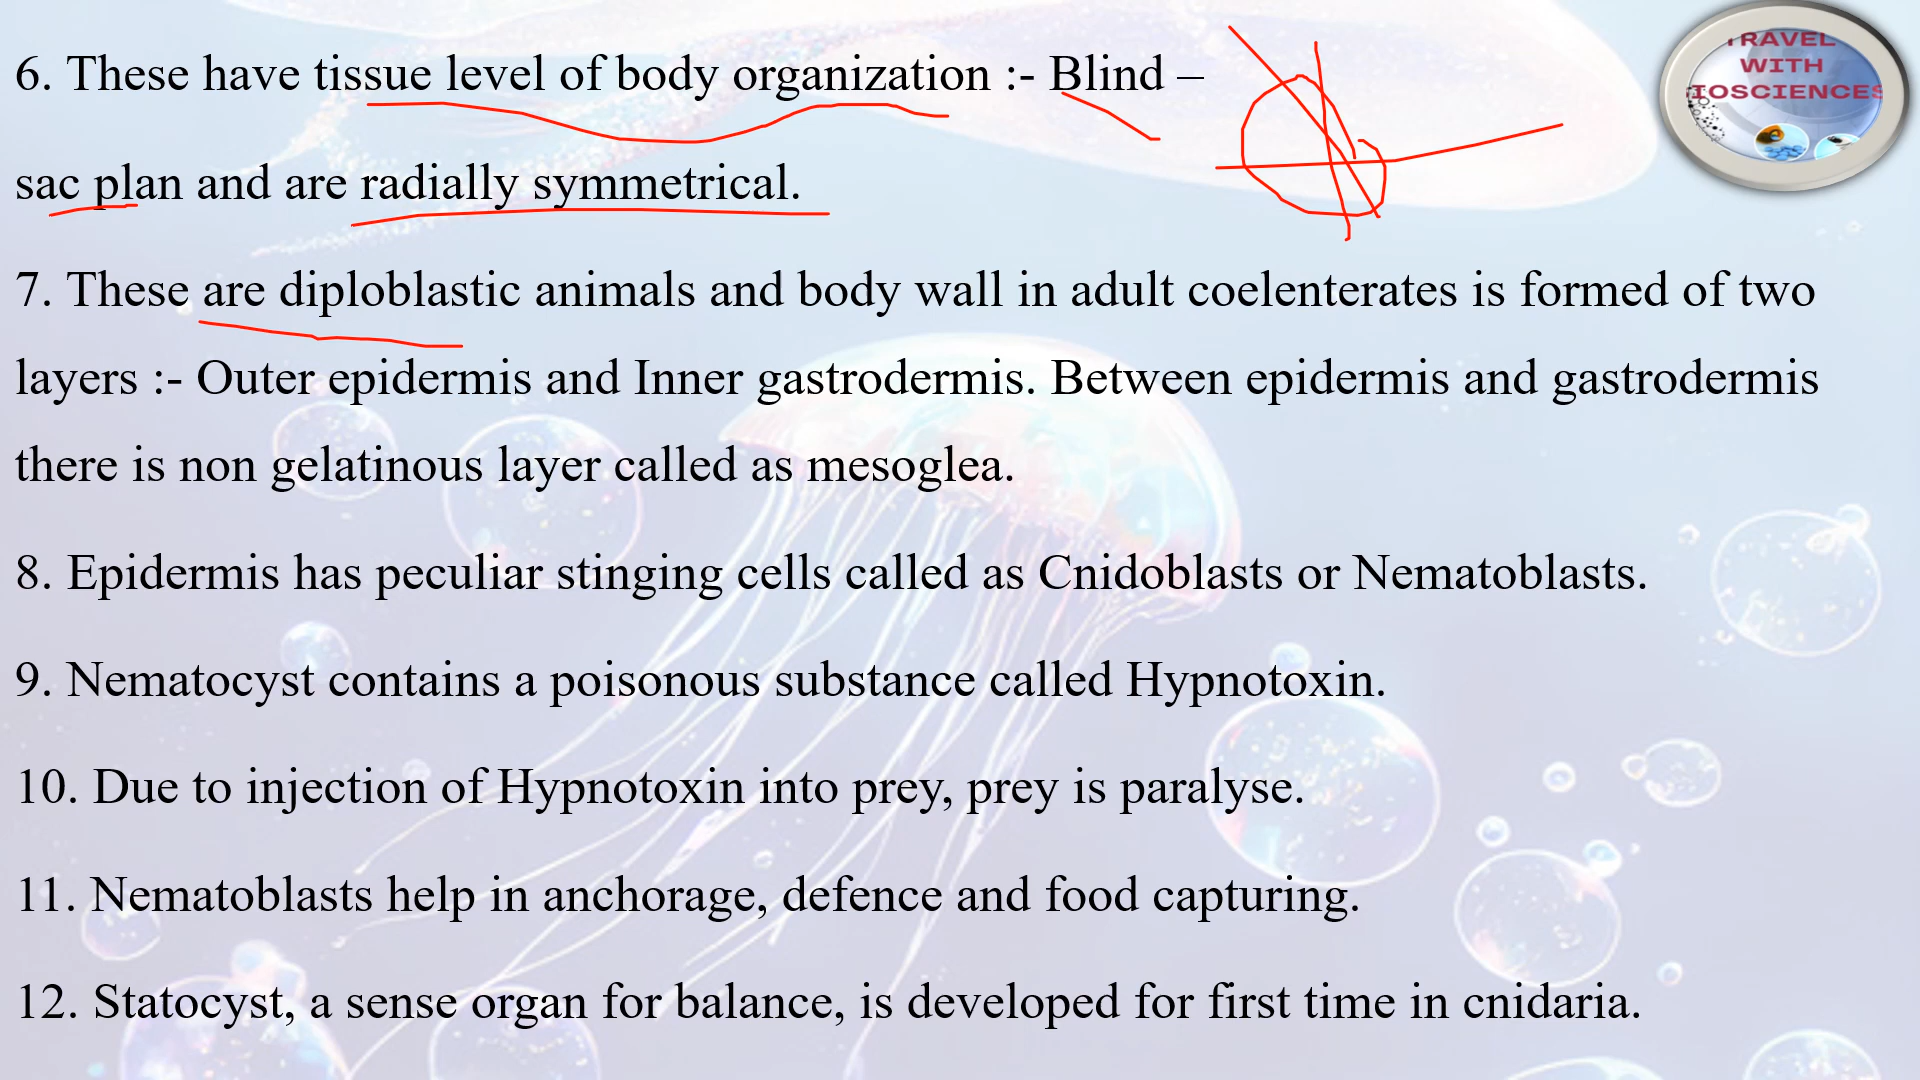 6. These have tissue level of body organization :- Blind –
sac plan and are radially symmetrical.
7. These are diploblastic animals and body wall in adult coelenterates is formed of two
layers :- Outer epidermis and Inner gastrodermis. Between epidermis and gastrodermis
there is non gelatinous layer called as mesoglea.
8. Epidermis has peculiar stinging cells called as Cnidoblasts or Nematoblasts.
9. Nematocyst contains a poisonous substance called Hypnotoxin.
10. Due to injection of Hypnotoxin into prey, prey is paralyse.
11. Nematoblasts help in anchorage, defence and food capturing.
12. Statocyst, a sense organ for balance, is developed for first time in cnidaria.
TRAVEL
WITH
IOSCIENCES